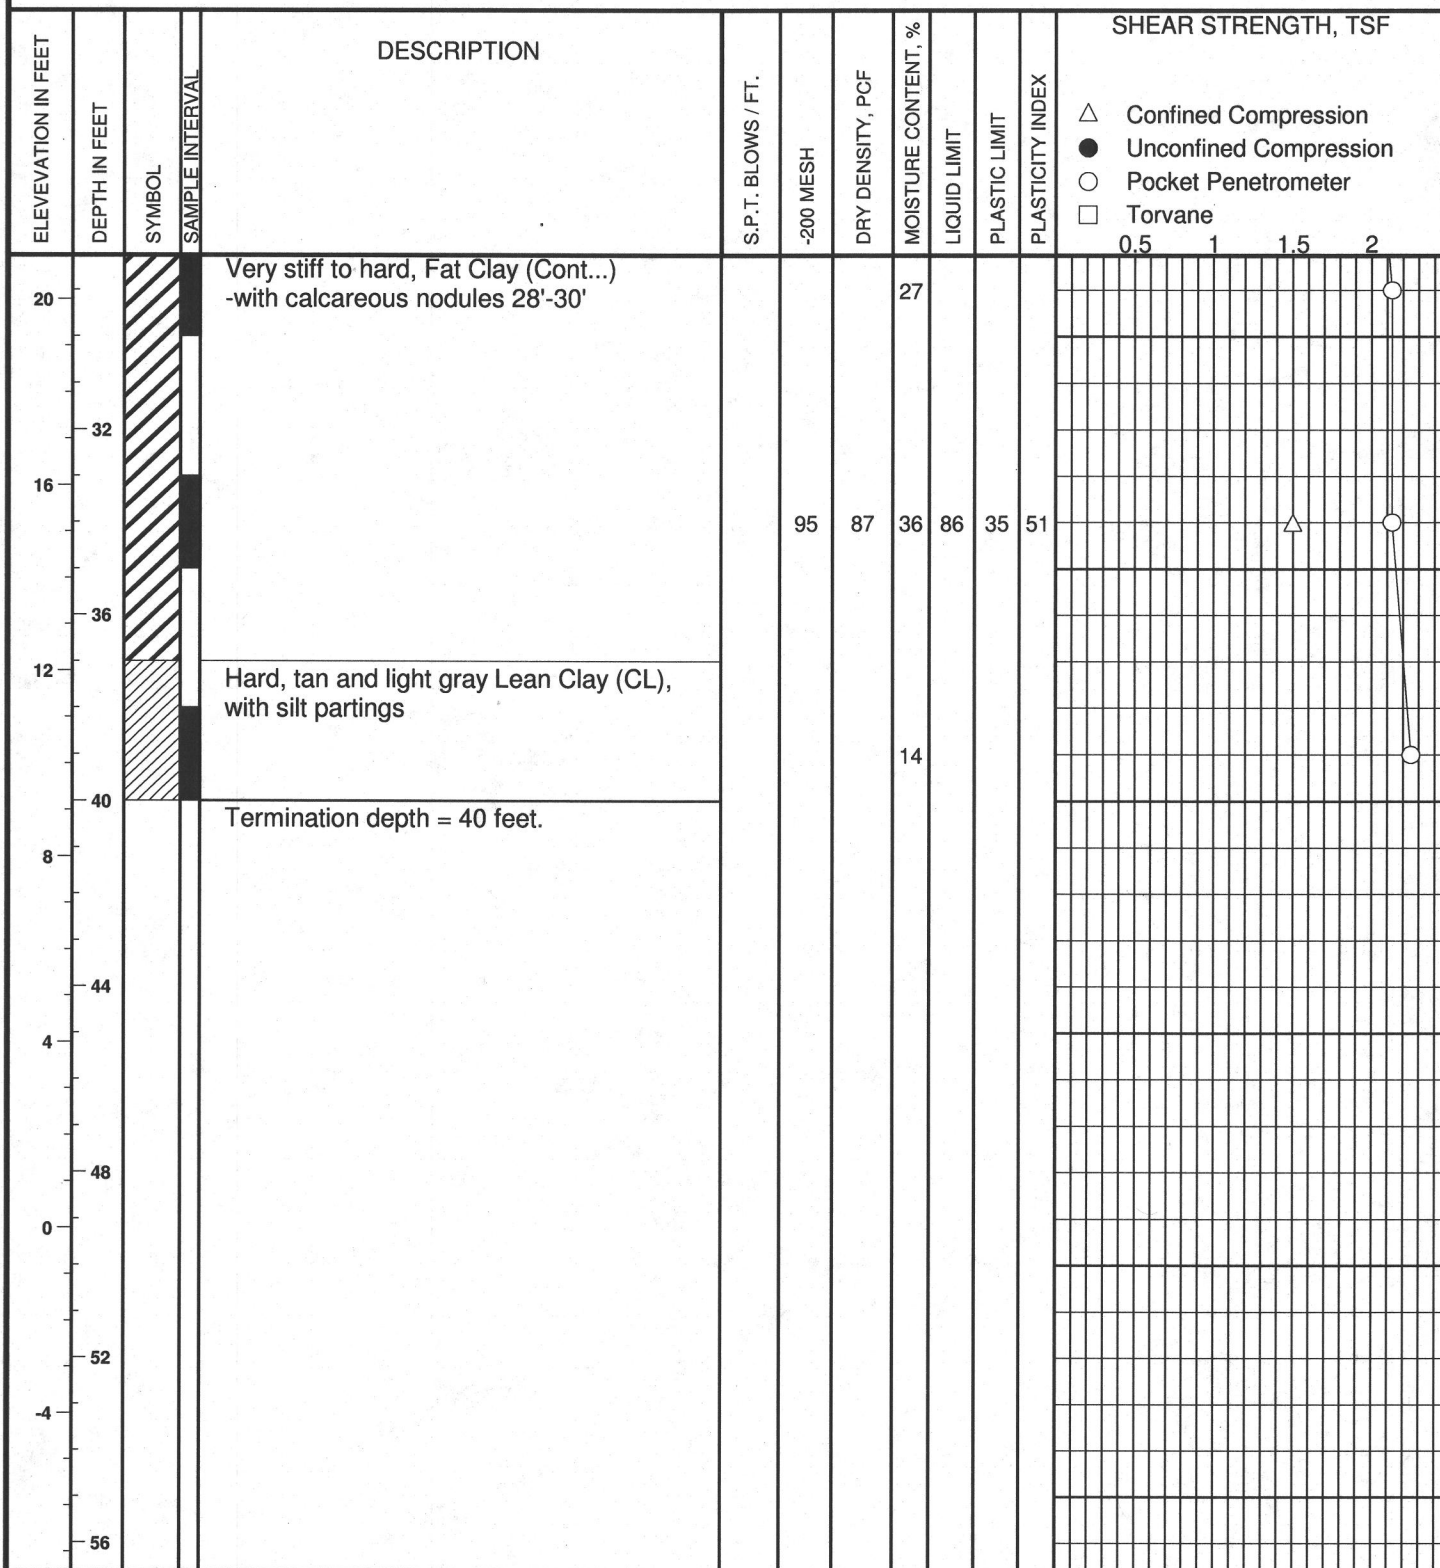 SHEAR STRENGTH, TSF
ELEVEVATION IN FEET
DEPTH IN FEET
SYMBOL
SAMPLE INTERVAL
DESCRIPTION
S.P.T. BLOWS / FT.
-200 MESH
DRY DENSITY, PCF
MOISTURE CONTENT, %
LIQUID LIMIT
PLASTIC LIMIT
PLASTICITY INDEX
Confined Compression
Unconfined Compression
Pocket Penetrometer
Torvane
0.5 1 1.5 2
Very stiff to hard, Fat Clay (Cont...)
20 -with calcareous nodules 28'-30' 27
32
16
95 87 36 86 35 51
36
12
Hard, tan and light gray Lean Clay (CL),
with silt partings
14
40
Termination depth = 40 feet.
8
44
4
48
0
52
-4
56